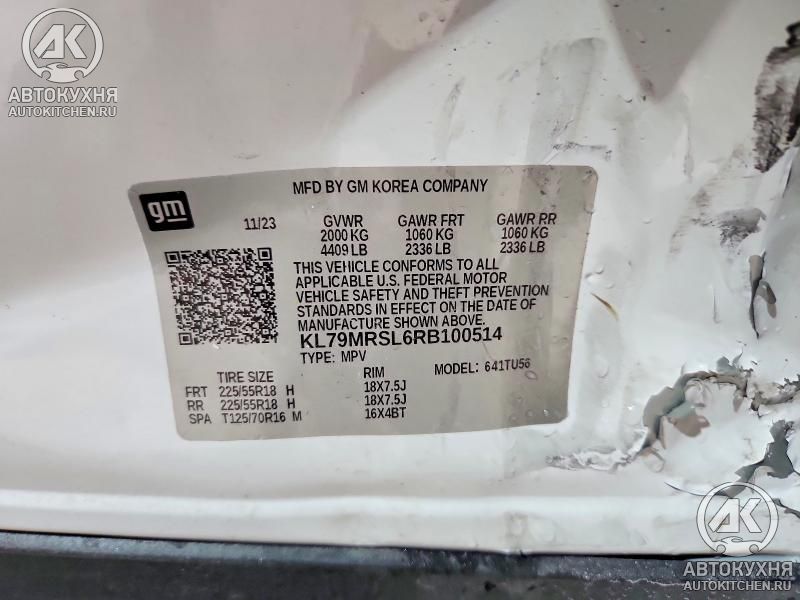 AK
АВТОКУХНЯ
AUTOKITCHEN.RU
gm
MFD BY GM KOREA COMPANY
11/23
GVWR GAWR FRT GAWR RR
2000 KG 1060 KG 1060 KG
4409 LB 2336 LB 2336 LB
THIS VEHICLE CONFORMS TO ALL
APPLICABLE U.S. FEDERAL MOTOR
VEHICLE SAFETY AND THEFT PREVENTION
STANDARDS IN EFFECT ON THE DATE OF
MANUFACTURE SHOWN ABOVE.
KL79MRSL6RB100514
TYPE: MPV MODEL: 641TU56
TIRE SIZE RIM
FRT 225/55R18 H 18X7.5J
RR 225/55R18 H 18X7.5J
SPA T125/70R16 M 16X4BT
AK
АВТОКУХНЯ
AUTOKITCHEN.RU